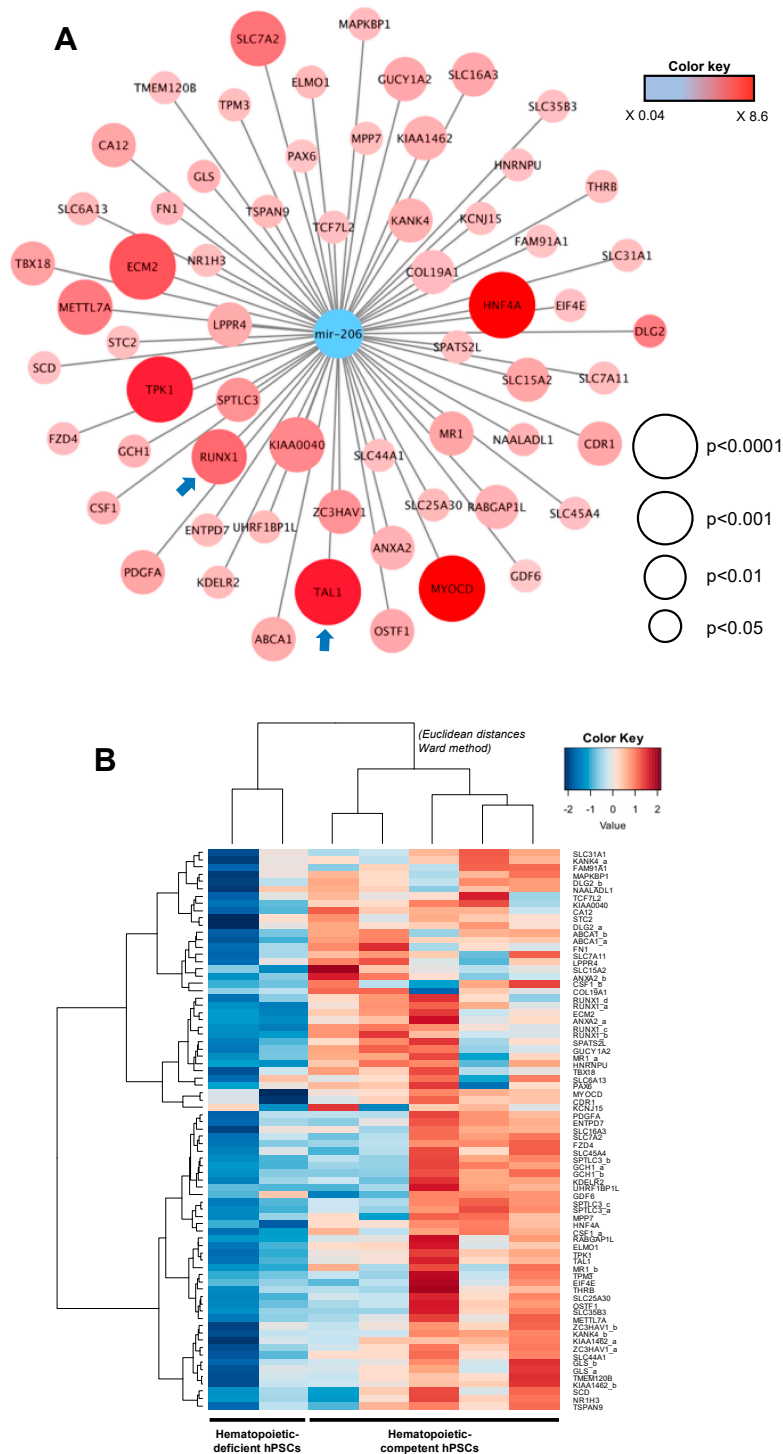 A
MAPKBP1
SLC7A2
Color key
X 0.04
X 8.6
SLC16A3
GUCY1A2
ELMO1
TMEM120B
TPM3
SLC35B3
MPP7
KIAA1462
CA12
PAX6
HNRNPU
GLS
THRB
SLC6A13
FN1
TSPAN9
TCF7L2
KANK4
KCNJ15
FAM91A1
SLC31A1
TBX18
ECM2
NR1H3
COL19A1
METTL7A
HNF4A
EIF4E
LPPR4
mir-206
DLG2
STC2
SPATS2L
SCD
SLC15A2
SLC7A11
TPK1
SPTLC3
FZD4
GCH1
RUNX1
KIAA0040
SLC44A1
MR1
NAALADL1
CDR1
p<0.0001
CSF1
ZC3HAV1
SLC25A30
RABGAP1L
SLC45A4
p<0.001
ENTPD7
UHRF1BP1L
ANXA2
PDGFA
KDELR2
GDF6
p<0.01
TAL1
MYOCD
ABCA1
OSTF1
p<0.05
B
(Euclidean distances
Ward method)
Color Key
-2 -1 0 1 2
Value
SLC31A1
KANK4_a
FAM91A1
MAPKBP1
DLG2_b
NAALADL1
TCF7L2
KIAA0040
CA12
STC2
DLG2_a
ABCA1_b
ABCA1_a
FN1
SLC7A11
LPPR4
SLC15A2
ANXA2_b
CSF1_b
COL19A1
RUNX1_d
RUNX1_a
ECM2
ANXA2_a
RUNX1_c
RUNX1_b
SPATS2L
GUCY1A2
MR1_a
HNRNPU
TBX18
SLC6A13
PAX6
MYOCD
CDR1
KCNJ15
PDGFA
ENTPD7
SLC16A3
SLC7A2
FZD4
SLC45A4
SPTLC3_b
GCH1_a
GCH1_b
KDELR2
UHRF1BP1L
GDF6
SPTLC3_c
SPTLC3_a
MPP7
HNF4A
CSF1_a
RABGAP1L
ELMO1
TPK1
TAL1
MR1_b
TPM3
EIF4E
THRB
SLC25A30
OSTF1
SLC35B3
METTL7A
ZC3HAV1_b
KANK4_b
KIAA1462_a
ZC3HAV1_a
SLC44A1
GLS_b
GLS_a
TMEM120B
KIAA1462_b
SCD
NR1H3
TSPAN9
Hematopoietic-
deficient hPSCs
Hematopoietic-
competent hPSCs